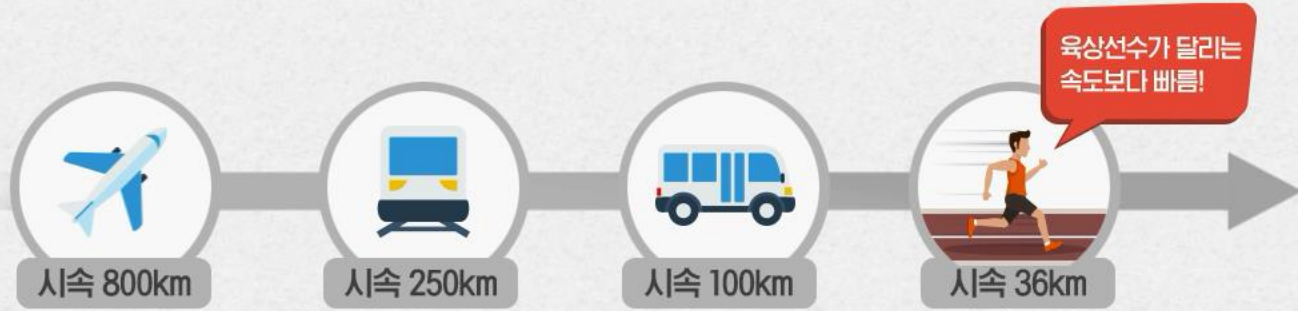 육상선수가 달리는
속도보다 빠름!
시속 800km
시속 250km
시속 100km
시속 36km